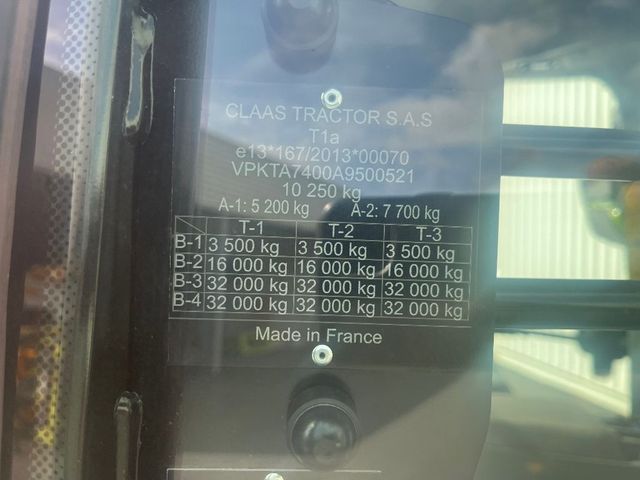 CLAAS TRACTOR S.A.S
T1a
e13*167/2013*00070
VPKTA7400A9500521
10 250 kg
A-1: 5 200 kg A-2: 7 700 kg
T-1 T-2 T-3
B-1 3 500 kg 3 500 kg 3 500 kg
B-2 16 000 kg 16 000 kg 16 000 kg
B-3 32 000 kg 32 000 kg 32 000 kg
B-4 32 000 kg 32 000 kg 32 000 kg
Made in France